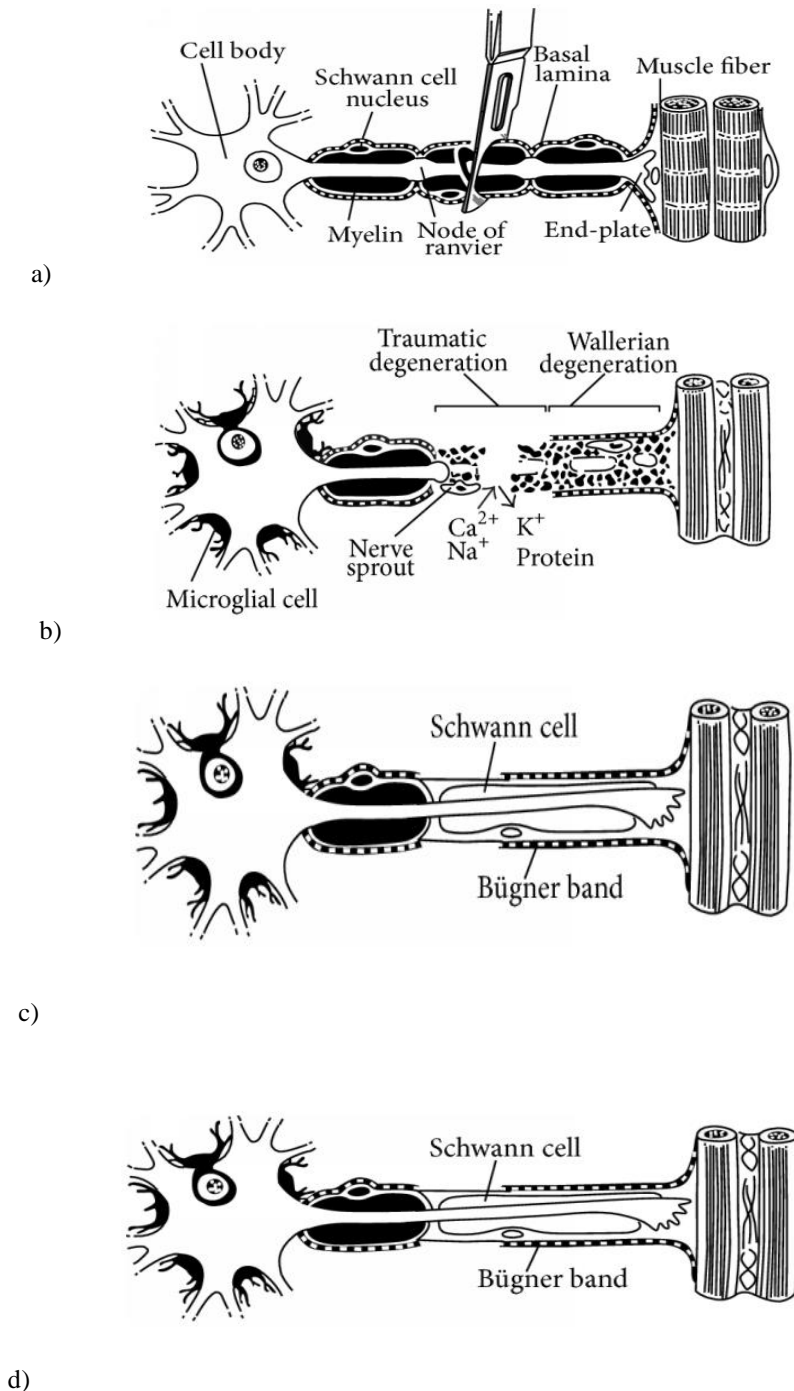 Cell body
Schwann cell
nucleus
Basal
lamina
Muscle fiber
Myelin
Node of
ranvier
End-plate
a)
Traumatic
degeneration
Wallerian
degeneration
Nerve
sprout
Ca2+
Na+
K+
Protein
Microglial cell
b)
Schwann cell
Bügner band
c)
Schwann cell
Bügner band
d)